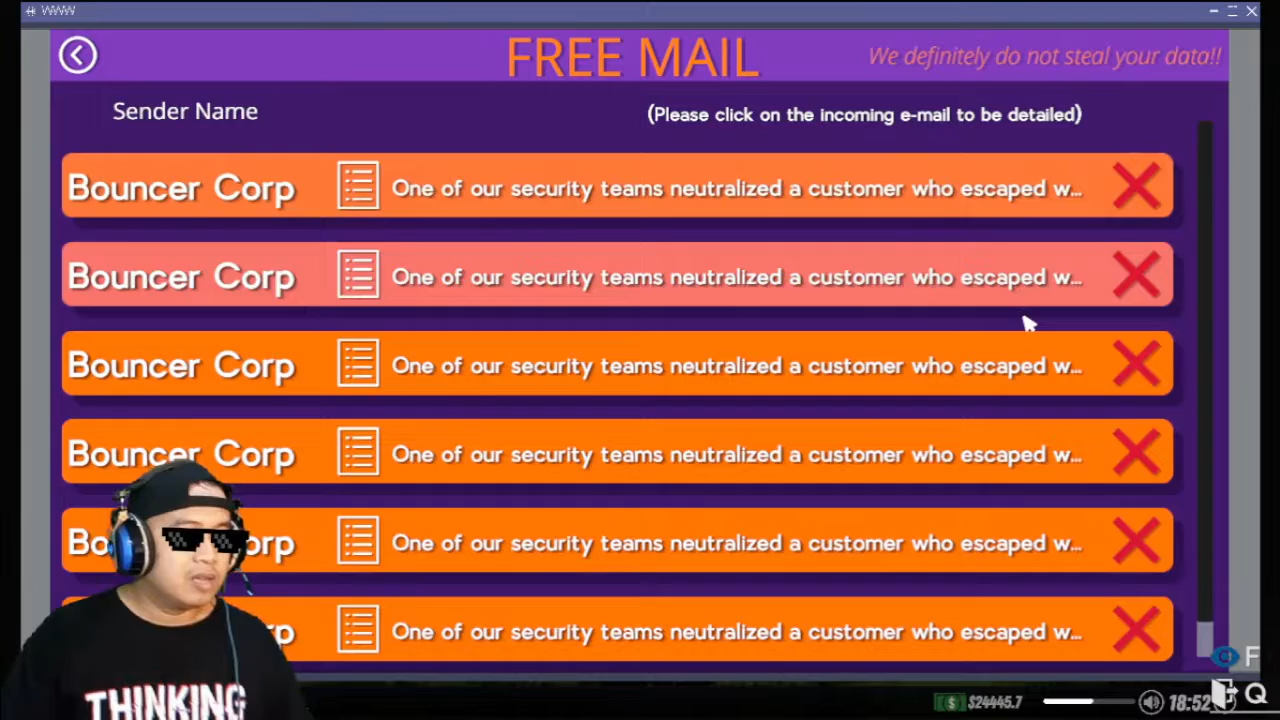 WWW
FREE MAIL
We definitely do not steal your data!!
Sender Name
(Please click on the incoming e-mail to be detailed)
Bouncer Corp One of our security teams neutralized a customer who escaped w...
Bouncer Corp One of our security teams neutralized a customer who escaped w...
Bouncer Corp One of our security teams neutralized a customer who escaped w...
Bouncer Corp One of our security teams neutralized a customer who escaped w...
Bo orp One of our security teams neutralized a customer who escaped w...
rp One of our security teams neutralized a customer who escaped w...
F
$24445.7
18:52
Q
THINKING